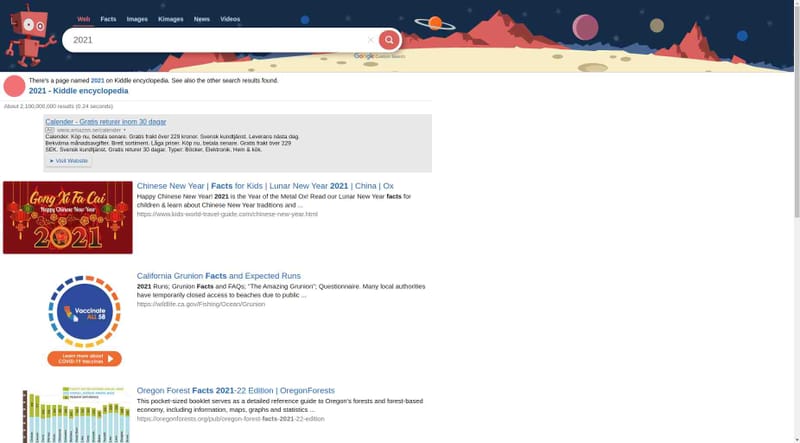 Web Facts Images Kimages News Videos
2021
Google Custom Search
There's a page named 2021 on Kiddle encyclopedia. See also the other search results found.
2021 - Kiddle encyclopedia
About 2,100,000,000 results (0.24 seconds)
Calender - Gratis returer inom 30 dagar
Ad www.amazon.se/calender
Calender. Köp nu, betala senare. Gratis frakt över 229 kroner. Svensk kundtjänst. Leverans nästa dag.
Bekväma månadsavgifter. Brett sortiment. Låga priser. Köp nu, betala senare. Gratis frakt över 229
SEK. Svensk kundtjänst. Gratis returer 30 dagar. Typer: Böcker, Elektronik, Hem & kök.
► Visit Website
Gong Xi Fa Cai
Happy Chinese New Year
2021
Chinese New Year | Facts for Kids | Lunar New Year 2021 | China | Ox
Happy Chinese New Year! 2021 is the Year of the Metal Ox! Read our Lunar New Year facts for
children & learn about Chinese New Year traditions and ...
https://www.kids-world-travel-guide.com/chinese-new-year.html
Vaccinate
ALL 58
Learn more about
COVID-19 Vaccines
California Grunion Facts and Expected Runs
2021 Runs; Grunion Facts and FAQs; "The Amazing Grunion"; Questionnaire. Many local authorities
have temporarily closed access to beaches due to public ...
https://wildlife.ca.gov/Fishing/Ocean/Grunion
Oregon Forest Facts 2021-22 Edition | OregonForests
This pocket-sized booklet serves as a detailed reference guide to Oregon's forests and forest-based
economy, including information, maps, graphs and statistics ...
https://oregonforests.org/pub/oregon-forest-facts-2021-22-edition